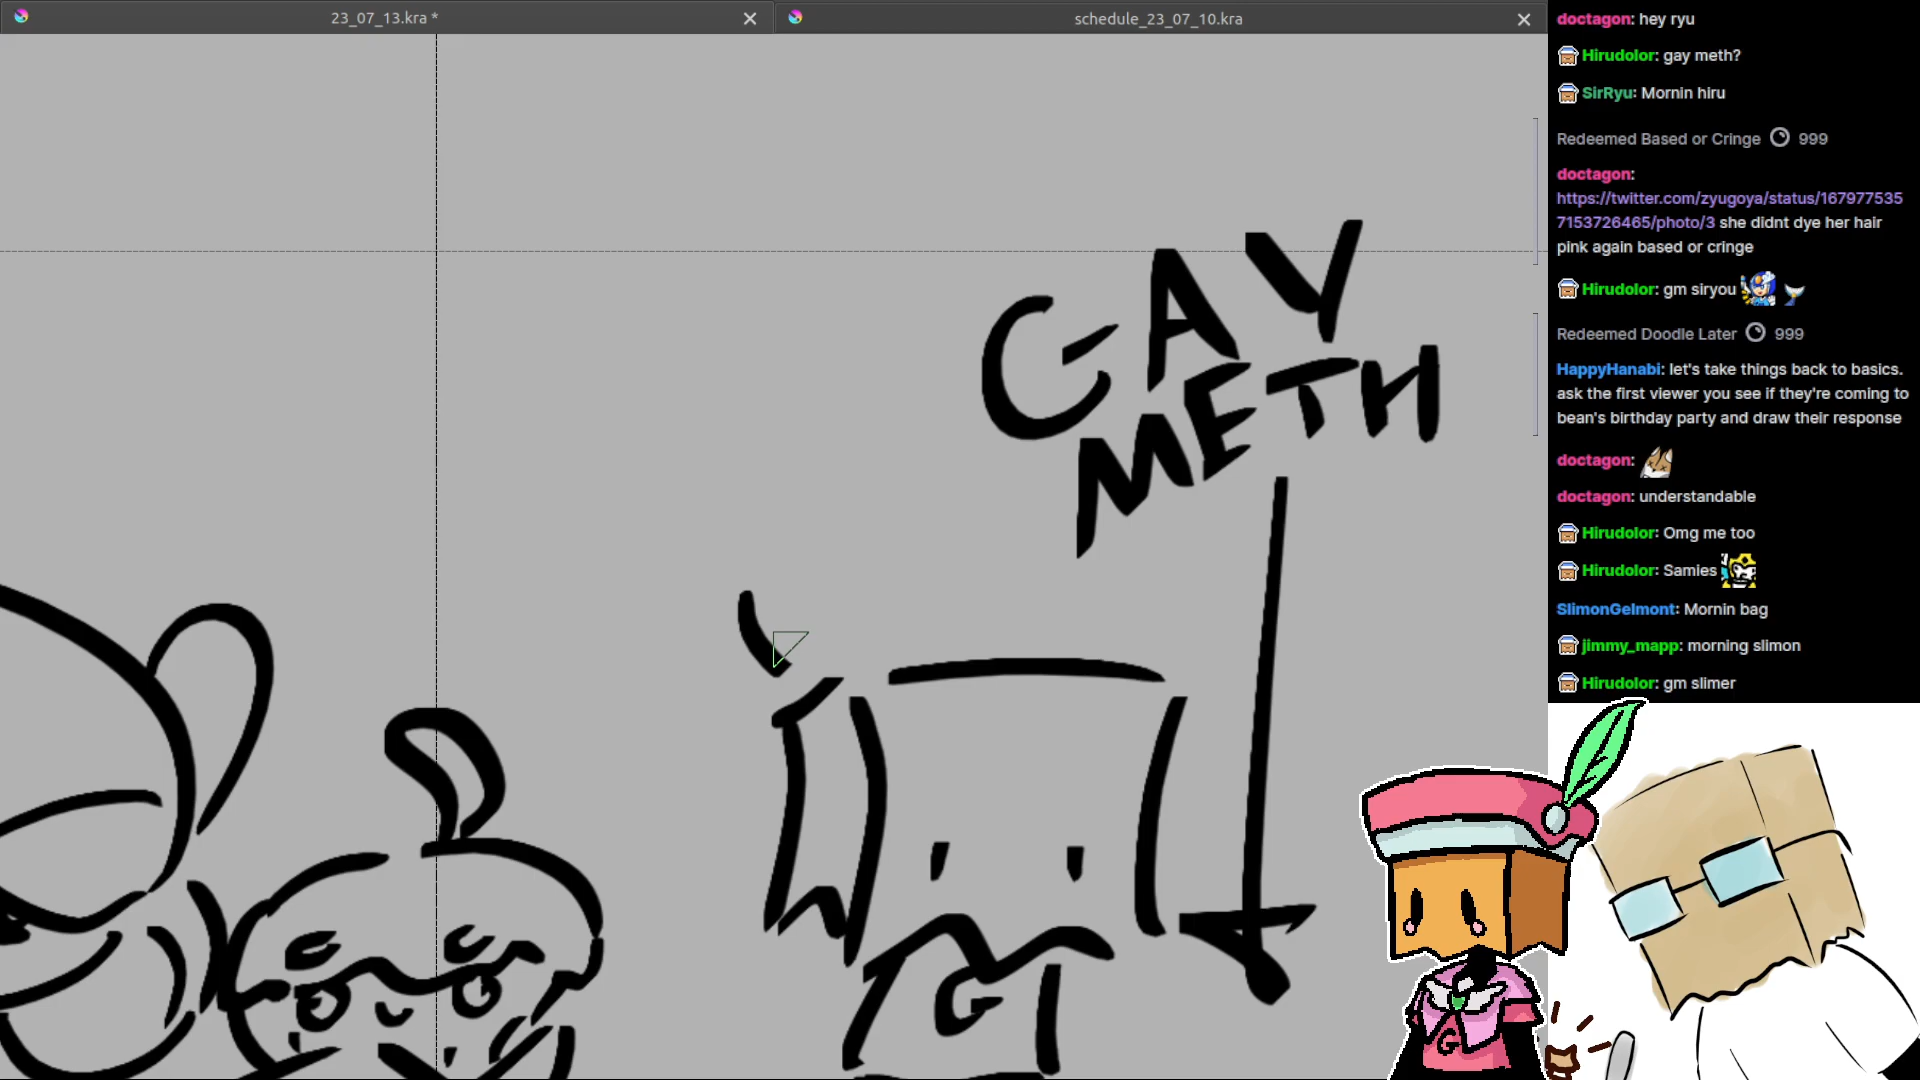 23_07_13.kra *
schedule_23_07_10.kra
GAY
METH
G
G
doctagon: hey ryu
Hirudolor: gay meth?
SirRyu: Mornin hiru
Redeemed Based or Cringe 999
doctagon:
https://twitter.com/zyugoya/status/167977535
7153726465/photo/3 she didnt dye her hair
pink again based or cringe
Hirudolor: gm siryou
Redeemed Doodle Later 999
HappyHanabi: let's take things back to basics.
ask the first viewer you see if they're coming to
bean's birthday party and draw their response
doctagon:
doctagon: understandable
Hirudolor: Omg me too
Hirudolor: Samies
SlimonGelmont: Mornin bag
jimmy_mapp: morning slimon
Hirudolor: gm slimer